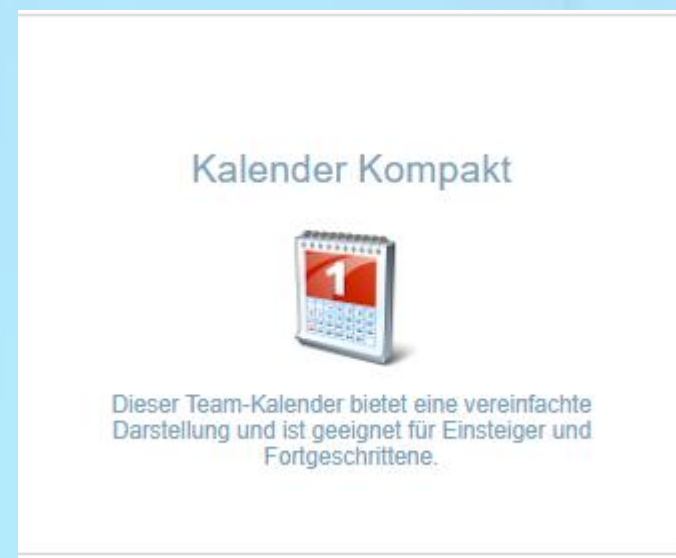 Kalender Kompakt
1
Dieser Team-Kalender bietet eine vereinfachte
Darstellung und ist geeignet für Einsteiger und
Fortgeschrittene.